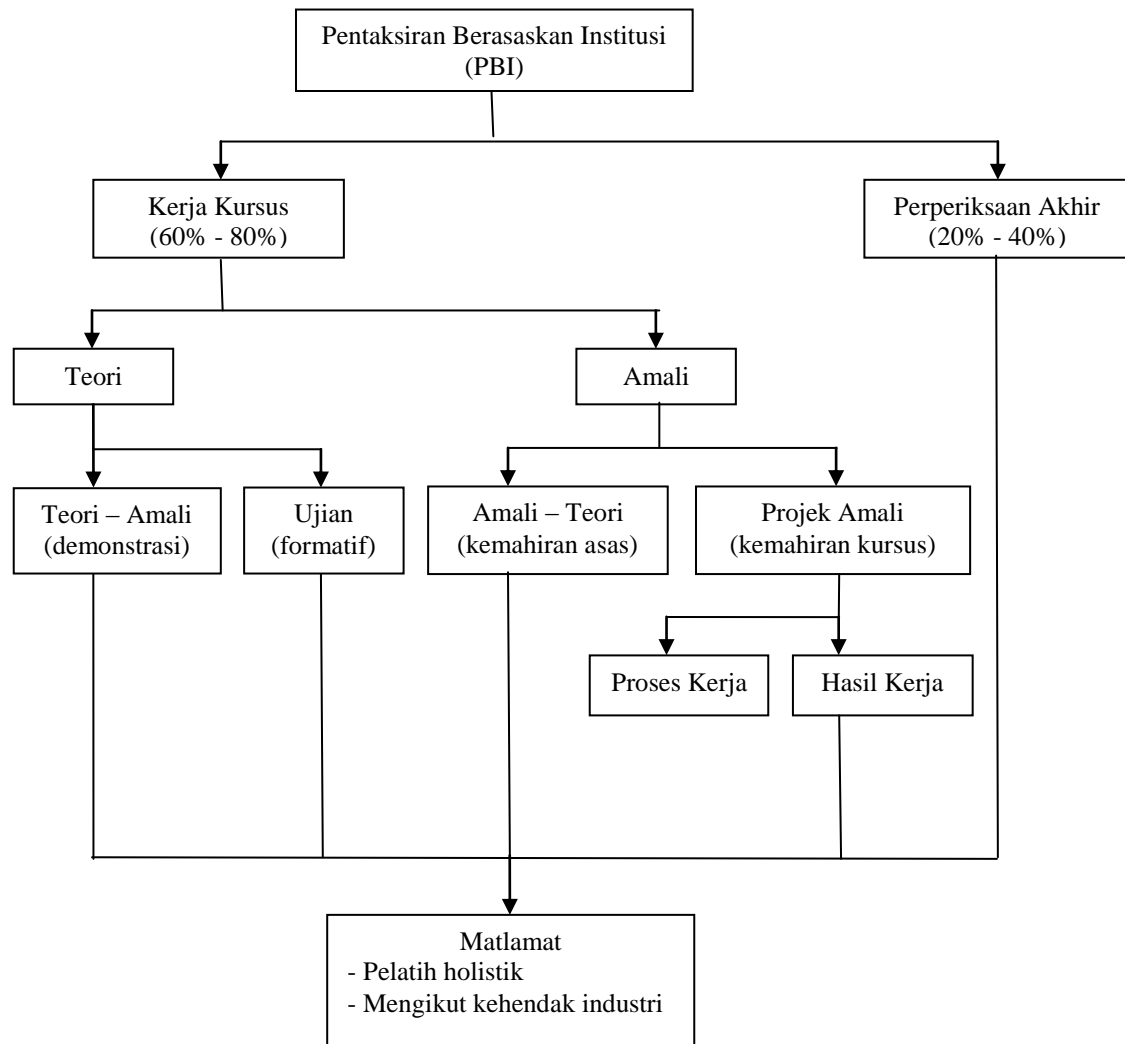 Pentaksiran Berasaskan Institusi
(PBI)
Kerja Kursus
(60% - 80%)
Perperiksaan Akhir
(20% - 40%)
Teori
Amali
Teori – Amali
(demonstrasi)
Ujian
(formatif)
Amali – Teori
(kemahiran asas)
Projek Amali
(kemahiran kursus)
Proses Kerja
Hasil Kerja
Matlamat
- Pelatih holistik
- Mengikut kehendak industri